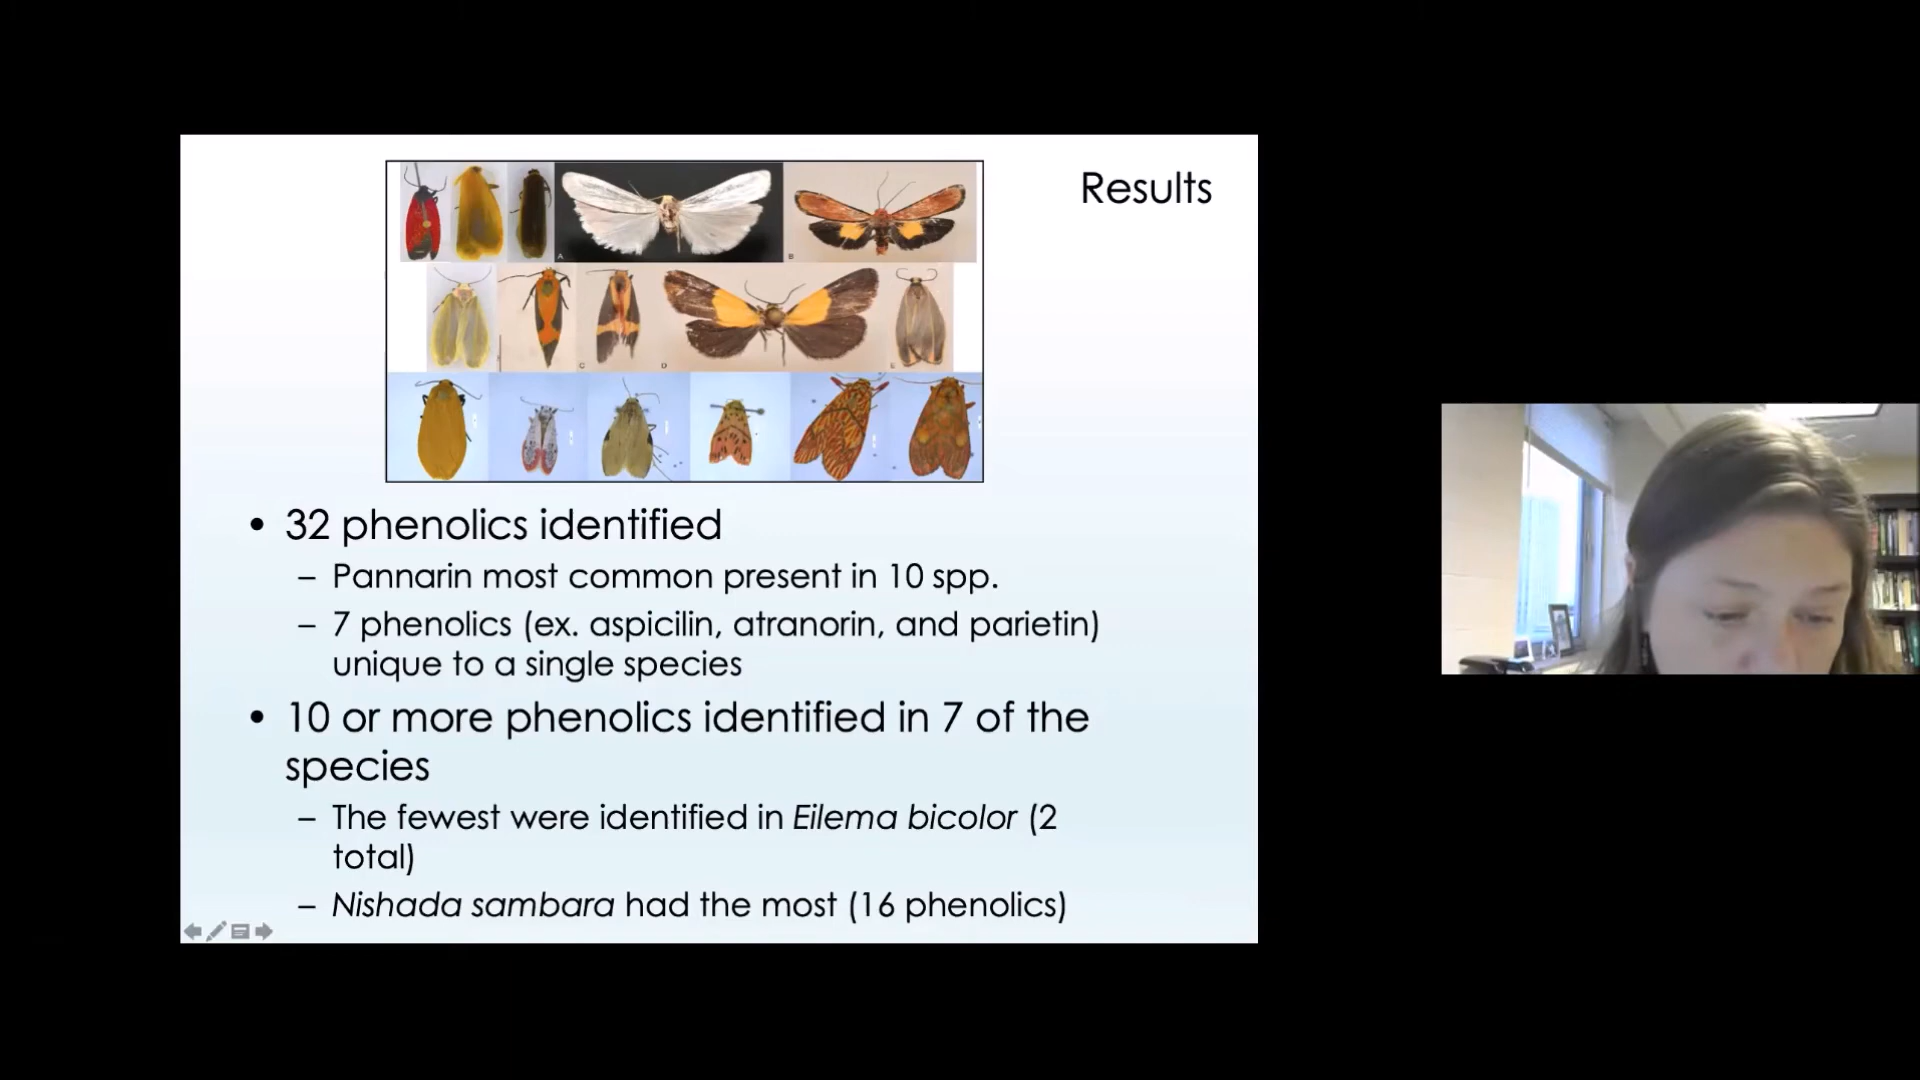 Results
A
B
C
D
E
• 32 phenolics identified
– Pannarin most common present in 10 spp.
– 7 phenolics (ex. aspicilin, atranorin, and parietin)
unique to a single species
• 10 or more phenolics identified in 7 of the
species
– The fewest were identified in Eilema bicolor (2
total)
– Nishada sambara had the most (16 phenolics)